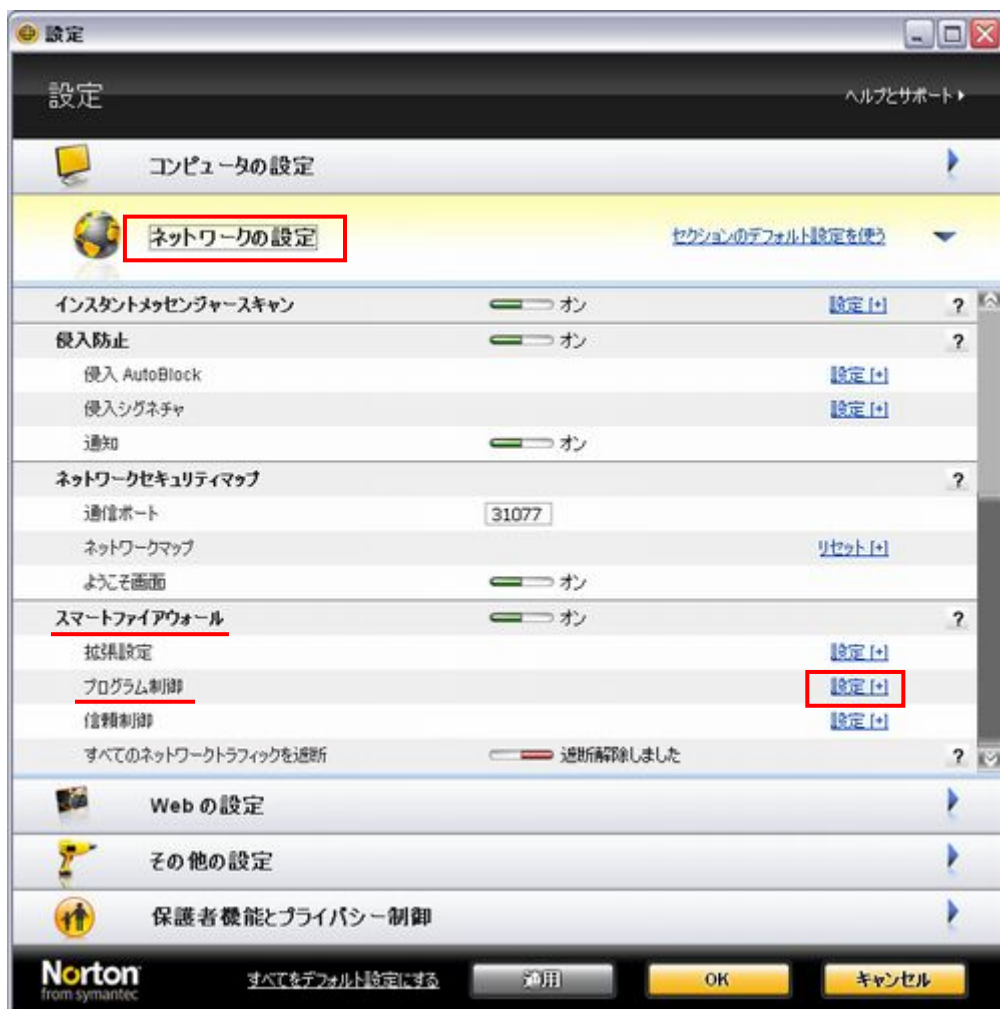 設定
設定
ヘルプとサポート
コンピュータの設定
ネットワークの設定 セクションのデフォルト設定を使う
インスタントメッセンジャースキャン オン 設定 [+] ?
侵入防止 オン ?
侵入 AutoBlock 設定 [+]
侵入シグネチャ 設定 [+]
通知 オン
ネットワークセキュリティマップ ?
通信ポート 31077
ネットワークマップ リセット [+]
ようこそ画面 オン
スマートファイアウォール オン ?
拡張設定 設定 [+]
プログラム制御 設定 [+]
信頼制御 設定 [+]
すべてのネットワークトラフィックを遮断 遮断解除しました ?
Web の設定
その他の設定
保護者機能とプライバシー制御
Norton
from symantec
すべてをデフォルト設定にする 適用 OK キャンセル